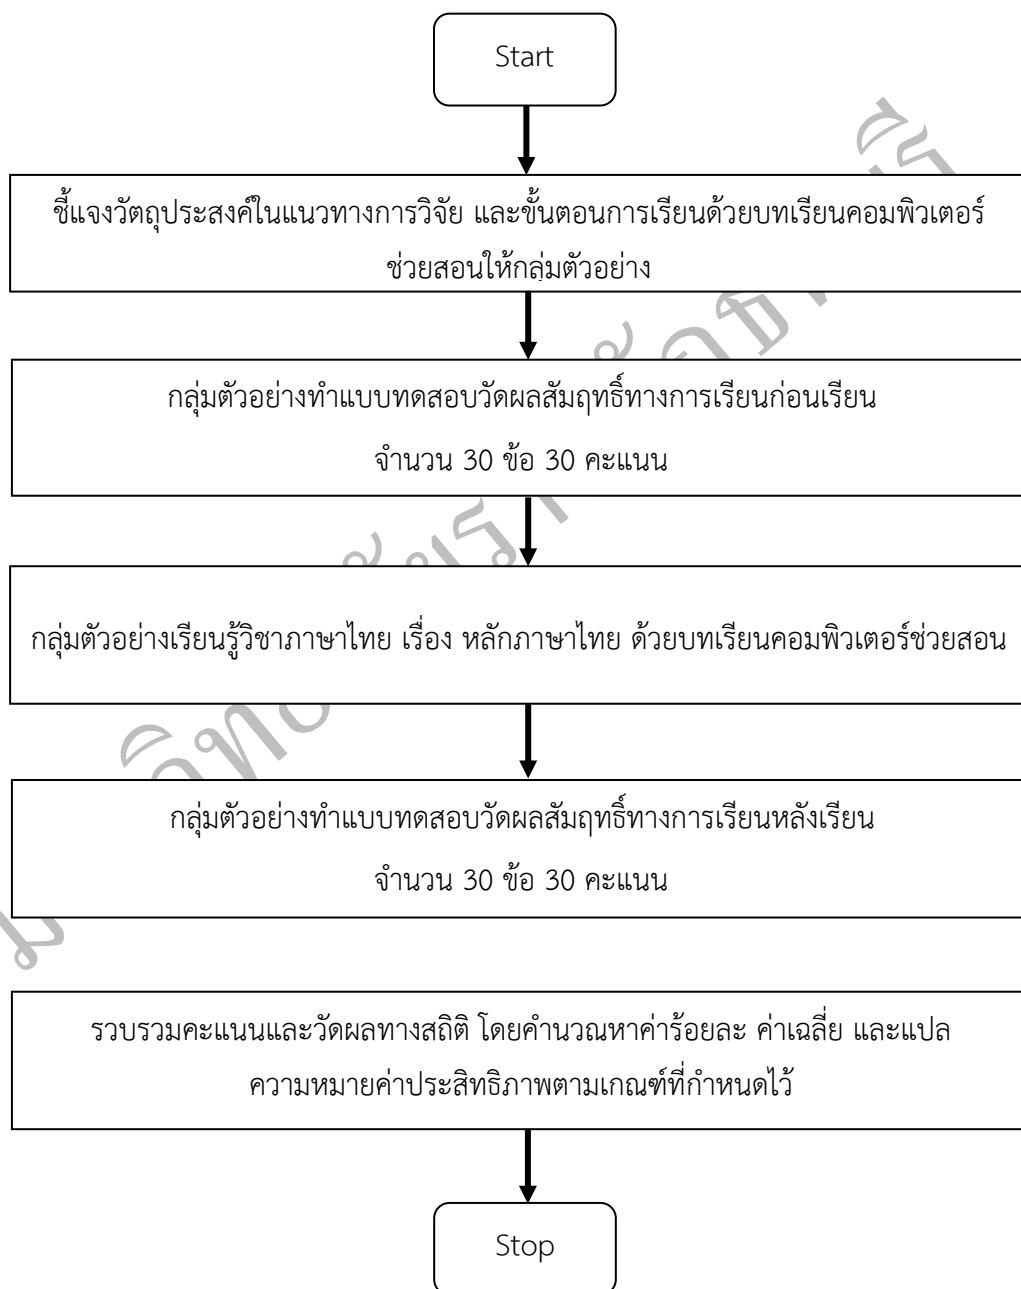 Start
ชี้แจงวัตถุประสงค์ในแนวทางการวิจัย และขั้นตอนการเรียนด้วยบทเรียนคอมพิวเตอร์
ช่วยสอนให้กลุ่มตัวอย่าง
กลุ่มตัวอย่างทำแบบทดสอบวัดผลสัมฤทธิ์ทางการเรียนก่อนเรียน
จำนวน 30 ข้อ 30 คะแนน
กลุ่มตัวอย่างเรียนรู้วิชาภาษาไทย เรื่อง หลักภาษาไทย ด้วยบทเรียนคอมพิวเตอร์ช่วยสอน
กลุ่มตัวอย่างทำแบบทดสอบวัดผลสัมฤทธิ์ทางการเรียนหลังเรียน
จำนวน 30 ข้อ 30 คะแนน
รวบรวมคะแนนและวัดผลทางสถิติ โดยคำนวณหาค่าร้อยละ ค่าเฉลี่ย และแปล
ความหมายค่าประสิทธิภาพตามเกณฑ์ที่กำหนดไว้
Stop